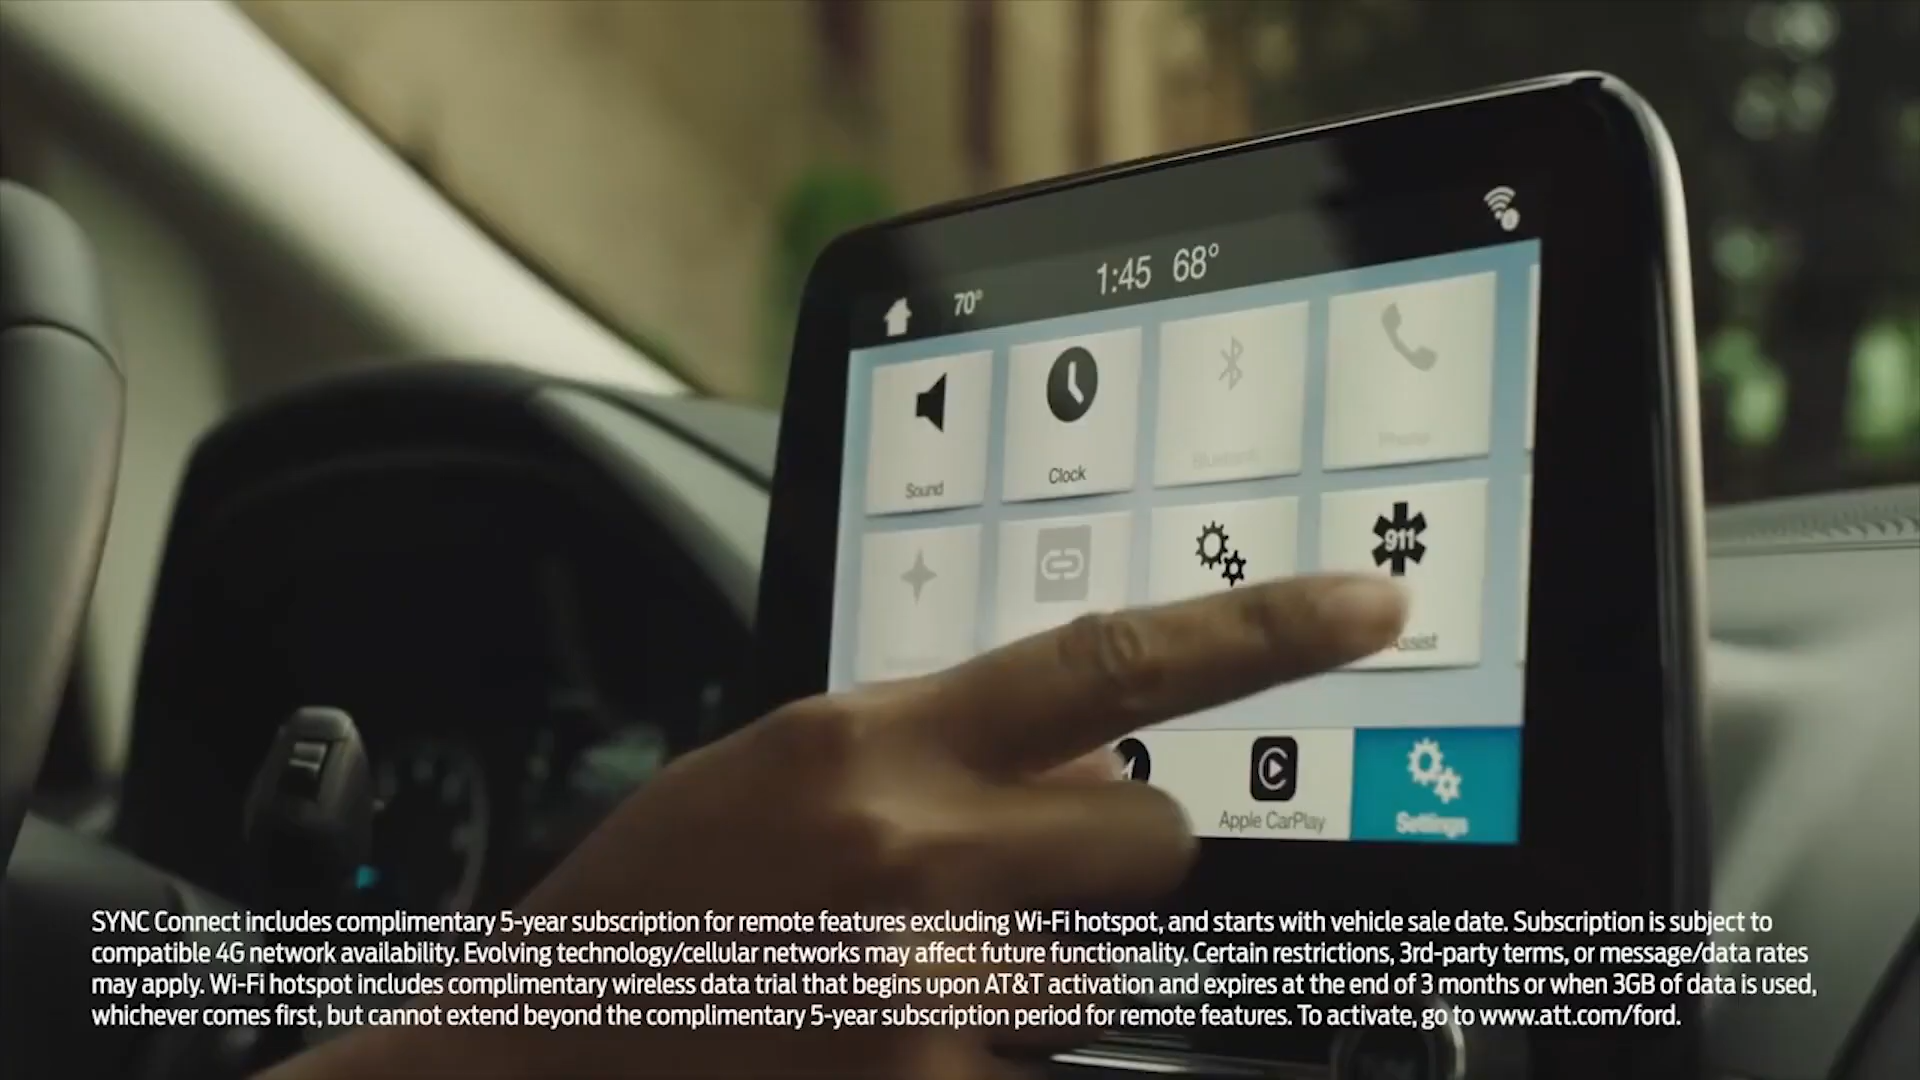 70° 1:45 68°
Sound
Clock
911
Assist
Apple CarPlay
Settings
SYNC Connect includes complimentary 5-year subscription for remote features excluding Wi-Fi hotspot, and starts with vehicle sale date. Subscription is subject to
compatible 4G network availability. Evolving technology/cellular networks may affect future functionality. Certain restrictions, 3rd-party terms, or message/data rates
may apply. Wi-Fi hotspot includes complimentary wireless data trial that begins upon AT&T activation and expires at the end of 3 months or when 3GB of data is used,
whichever comes first, but cannot extend beyond the complimentary 5-year subscription period for remote features. To activate, go to www.att.com/ford.